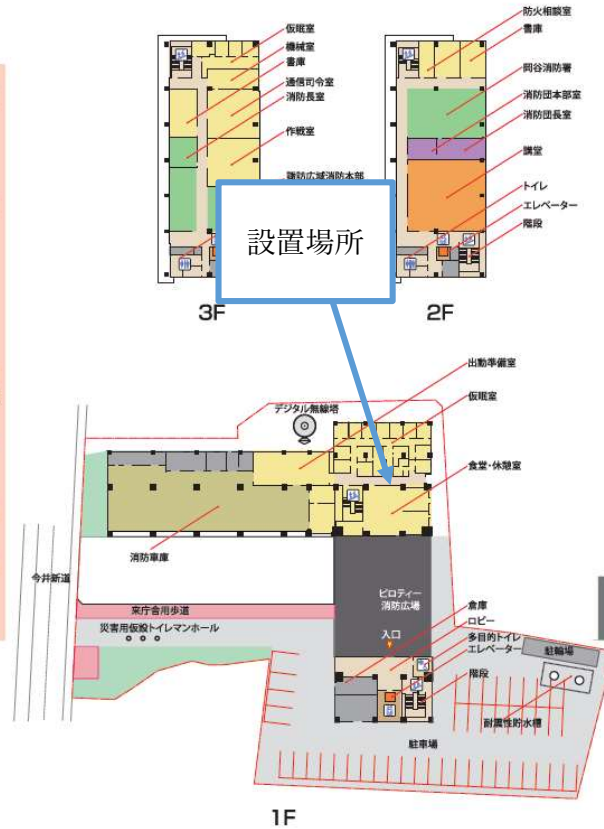 仮眠室
機械室
書庫
通信司令室
消防長室
作戦室
諏訪広域消防本部
3F
防火相談室
書庫
岡谷消防署
消防団本部室
消防団長室
講堂
トイレ
エレベーター
階段
2F
設置場所
出動準備室
デジタル無線塔
仮眠室
食堂・休憩室
消防車庫
今井新道
ピロティー
消防広場
来庁舎用歩道
災害用仮設トイレマンホール
入口
倉庫
ロビー
多目的トイレ
エレベーター
階段
駐輪場
耐震性貯水槽
駐車場
1F